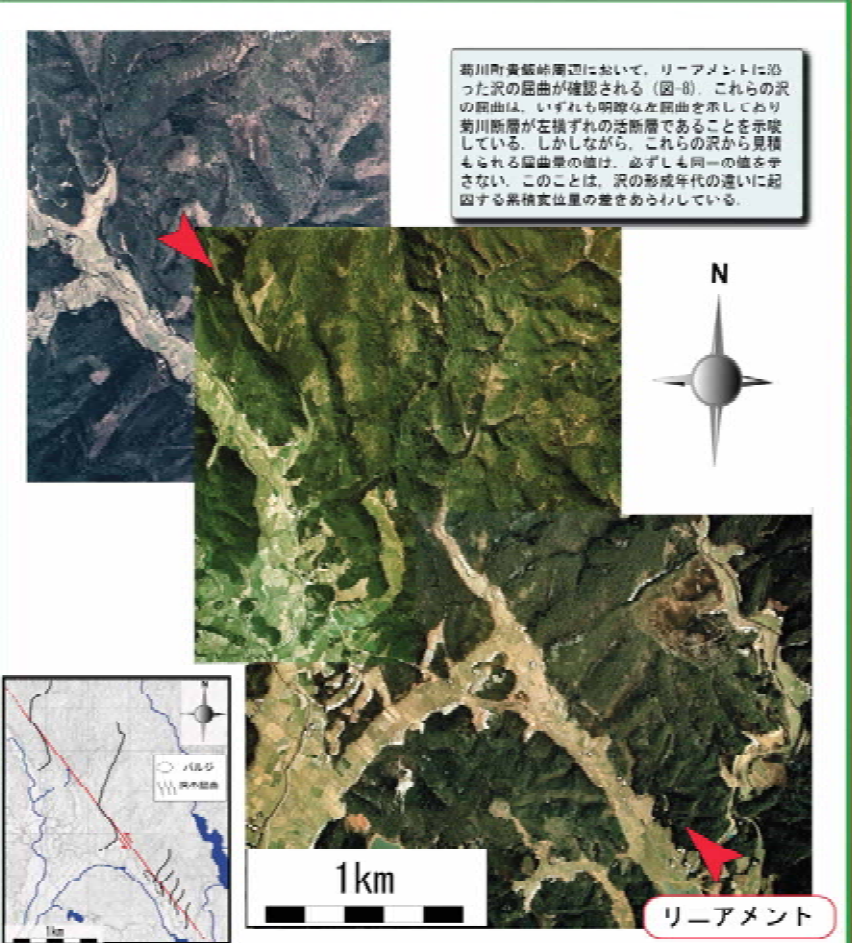 菊川町貴飯峠周辺において，リーアメントに沿
った沢の屈曲が確認される（図-8）．これらの沢
の屈曲は，いずれも明瞭な左屈曲を示しており
菊川断層が左横ずれの活断層であることを示唆
している．しかしながら，これらの沢から見積
もられる屈曲量の値は，必ずしも同一の値を示
さない．このことは，沢の形成年代の違いに起
因する累積変位量の差をあらわしている．
N
N
バルジ
1km
1km
リーアメント